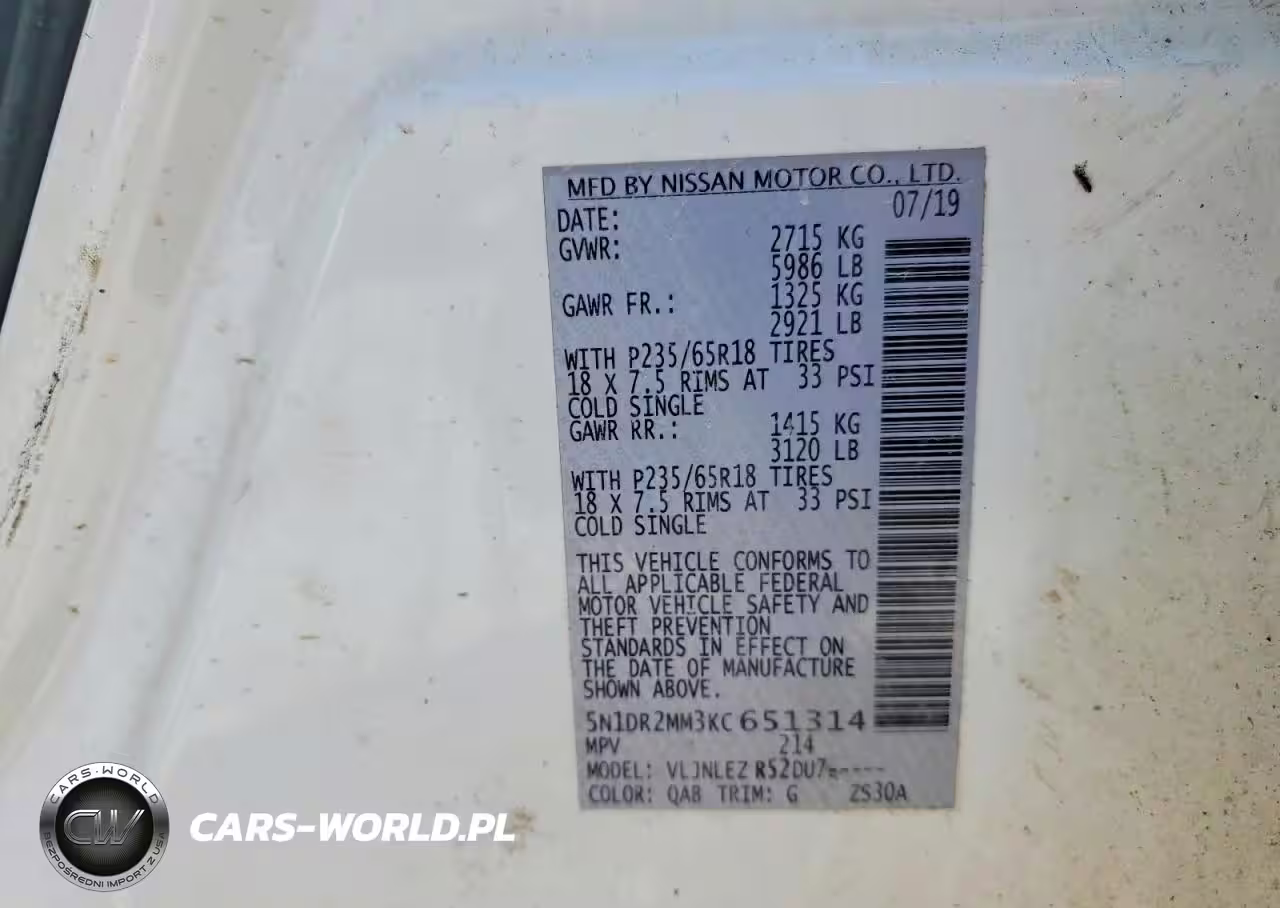 MFD BY NISSAN MOTOR CO., LTD.
DATE: 07/19
GVWR: 2715 KG
5986 LB
GAWR FR.: 1325 KG
2921 LB
WITH P235/65R18 TIRES
18 X 7.5 RIMS AT 33 PSI
COLD SINGLE
GAWR RR.: 1415 KG
3120 LB
WITH P235/65R18 TIRES
18 X 7.5 RIMS AT 33 PSI
COLD SINGLE
THIS VEHICLE CONFORMS TO
ALL APPLICABLE FEDERAL
MOTOR VEHICLE SAFETY AND
THEFT PREVENTION
STANDARDS IN EFFECT ON
THE DATE OF MANUFACTURE
SHOWN ABOVE.
5N1DR2MM3KC651314
MPV 214
MODEL: R52DU7-----
COLOR: QAB TRIM: G 2S30A
CARS-WORLD
CW
BEZPOŚREDNI IMPORT Z USA
CARS-WORLD.PL